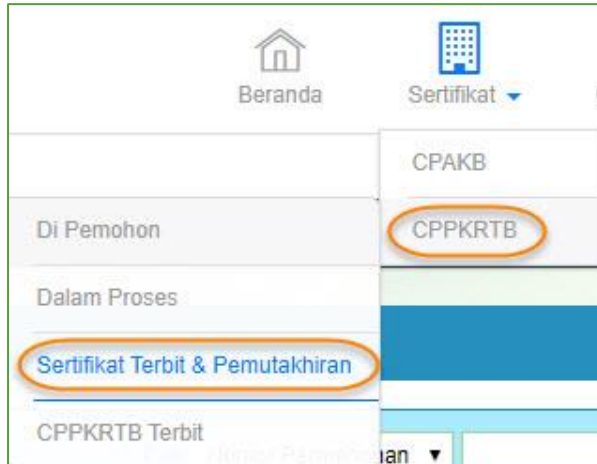 Beranda
Sertifikat
CPAKB
Di Pemohon
CPPKRTB
Dalam Proses
Sertifikat Terbit & Pemutakhiran
CPPKRTB Terbit